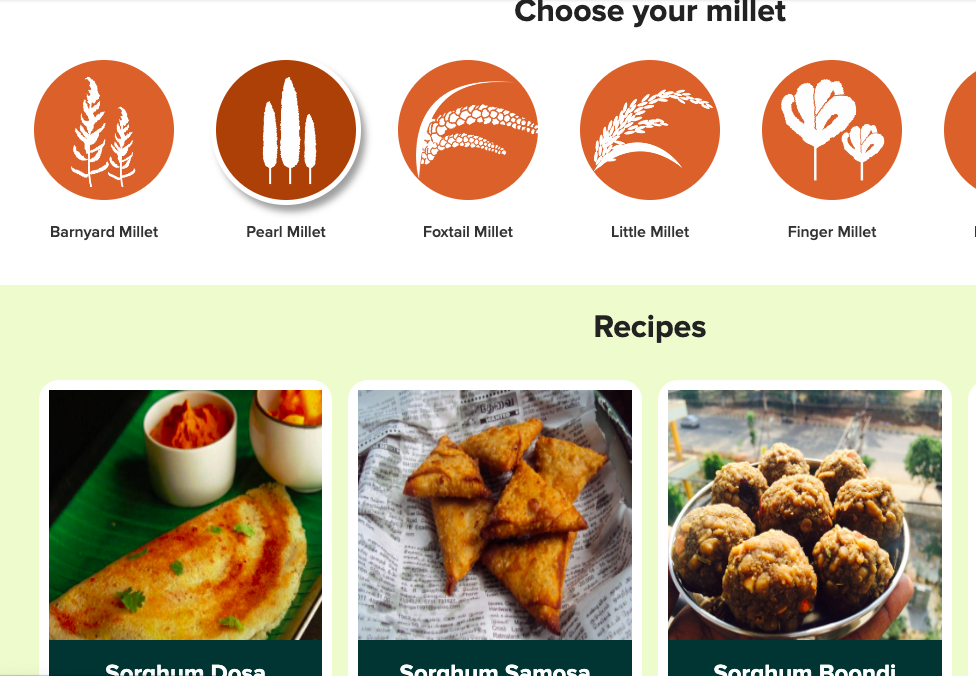 Choose your millet
Barnyard Millet
Pearl Millet
Foxtail Millet
Little Millet
Finger Millet
Recipes
Sorghum Dosa
Sorghum Samosa
Sorghum Boondi